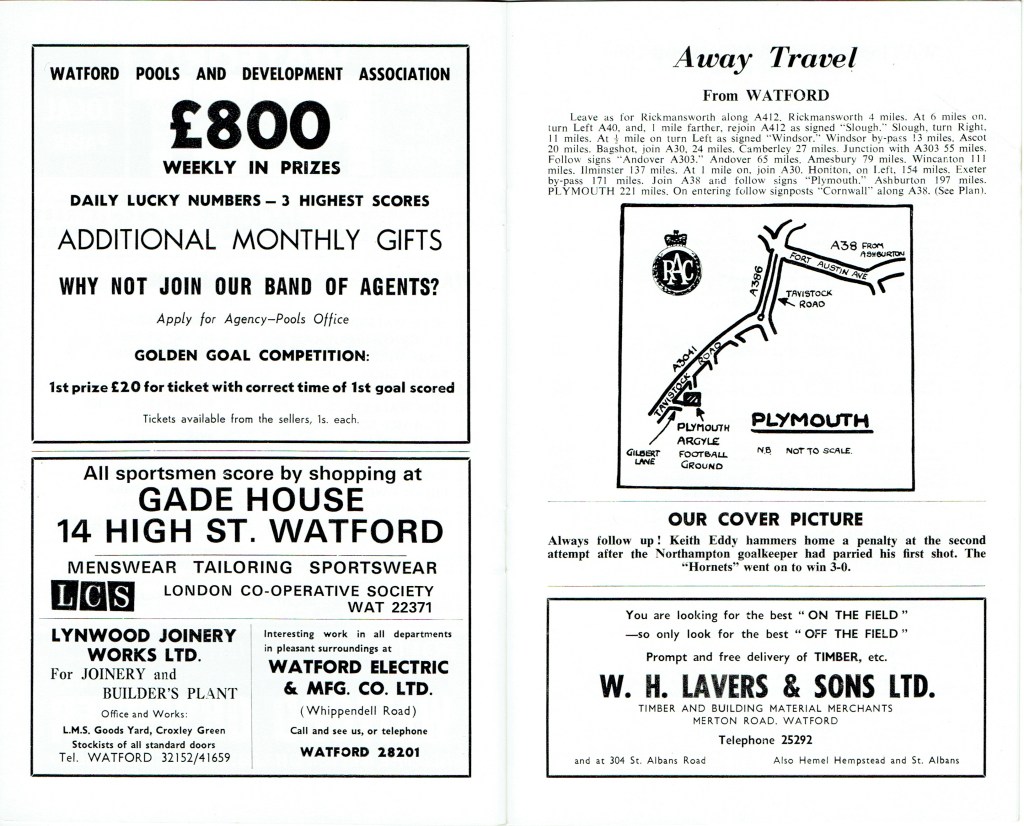 WATFORD POOLS AND DEVELOPMENT ASSOCIATION
£800
WEEKLY IN PRIZES
DAILY LUCKY NUMBERS – 3 HIGHEST SCORES
ADDITIONAL MONTHLY GIFTS
WHY NOT JOIN OUR BAND OF AGENTS?
Apply for Agency–Pools Office
GOLDEN GOAL COMPETITION:
1st prize £20 for ticket with correct time of 1st goal scored
Tickets available from the sellers, 1s. each.
All sportsmen score by shopping at
GADE HOUSE
14 HIGH ST. WATFORD
MENSWEAR TAILORING SPORTSWEAR
LCS
LONDON CO-OPERATIVE SOCIETY
WAT 22371
LYNWOOD JOINERY
WORKS LTD.
For JOINERY and
BUILDER'S PLANT
Office and Works:
L.M.S. Goods Yard, Croxley Green
Stockists of all standard doors
Tel. WATFORD 32152/41659
Interesting work in all departments
in pleasant surroundings at
WATFORD ELECTRIC
& MFG. CO. LTD.
(Whippendell Road)
Call and see us, or telephone
WATFORD 28201
Away Travel
From WATFORD
Leave as for Rickmansworth along A412. Rickmansworth 4 miles. At 6 miles on,
turn Left A40, and, 1 mile farther, rejoin A412 as signed "Slough." Slough, turn Right,
11 miles. At ½ mile on turn Left as signed "Windsor." Windsor by-pass 13 miles. Ascot
20 miles. Bagshot, join A30, 24 miles. Camberley 27 miles. Junction with A303 55 miles.
Follow signs "Andover A303." Andover 65 miles. Amesbury 79 miles. Wincanton 111
miles. Ilminster 137 miles. At 1 mile on, join A30. Honiton, on Left, 154 miles. Exeter
by-pass 171 miles. Join A38 and follow signs "Plymouth." Ashburton 197 miles.
PLYMOUTH 221 miles. On entering follow signposts "Cornwall" along A38. (See Plan).
RAC
A38 FROM
ASHBURTON
FORT AUSTIN AVE
A386
TAVISTOCK
ROAD
A3041
TAVISTOCK ROAD
PLYMOUTH
ARGYLE
FOOTBALL
GROUND
GILBERT
LANE
PLYMOUTH
N.B. NOT TO SCALE.
OUR COVER PICTURE
Always follow up! Keith Eddy hammers home a penalty at the second
attempt after the Northampton goalkeeper had parried his first shot. The
"Hornets" went on to win 3-0.
You are looking for the best "ON THE FIELD"
—so only look for the best "OFF THE FIELD"
Prompt and free delivery of TIMBER, etc.
W. H. LAVERS & SONS LTD.
TIMBER AND BUILDING MATERIAL MERCHANTS
MERTON ROAD, WATFORD
Telephone 25292
and at 304 St. Albans Road Also Hemel Hempstead and St. Albans